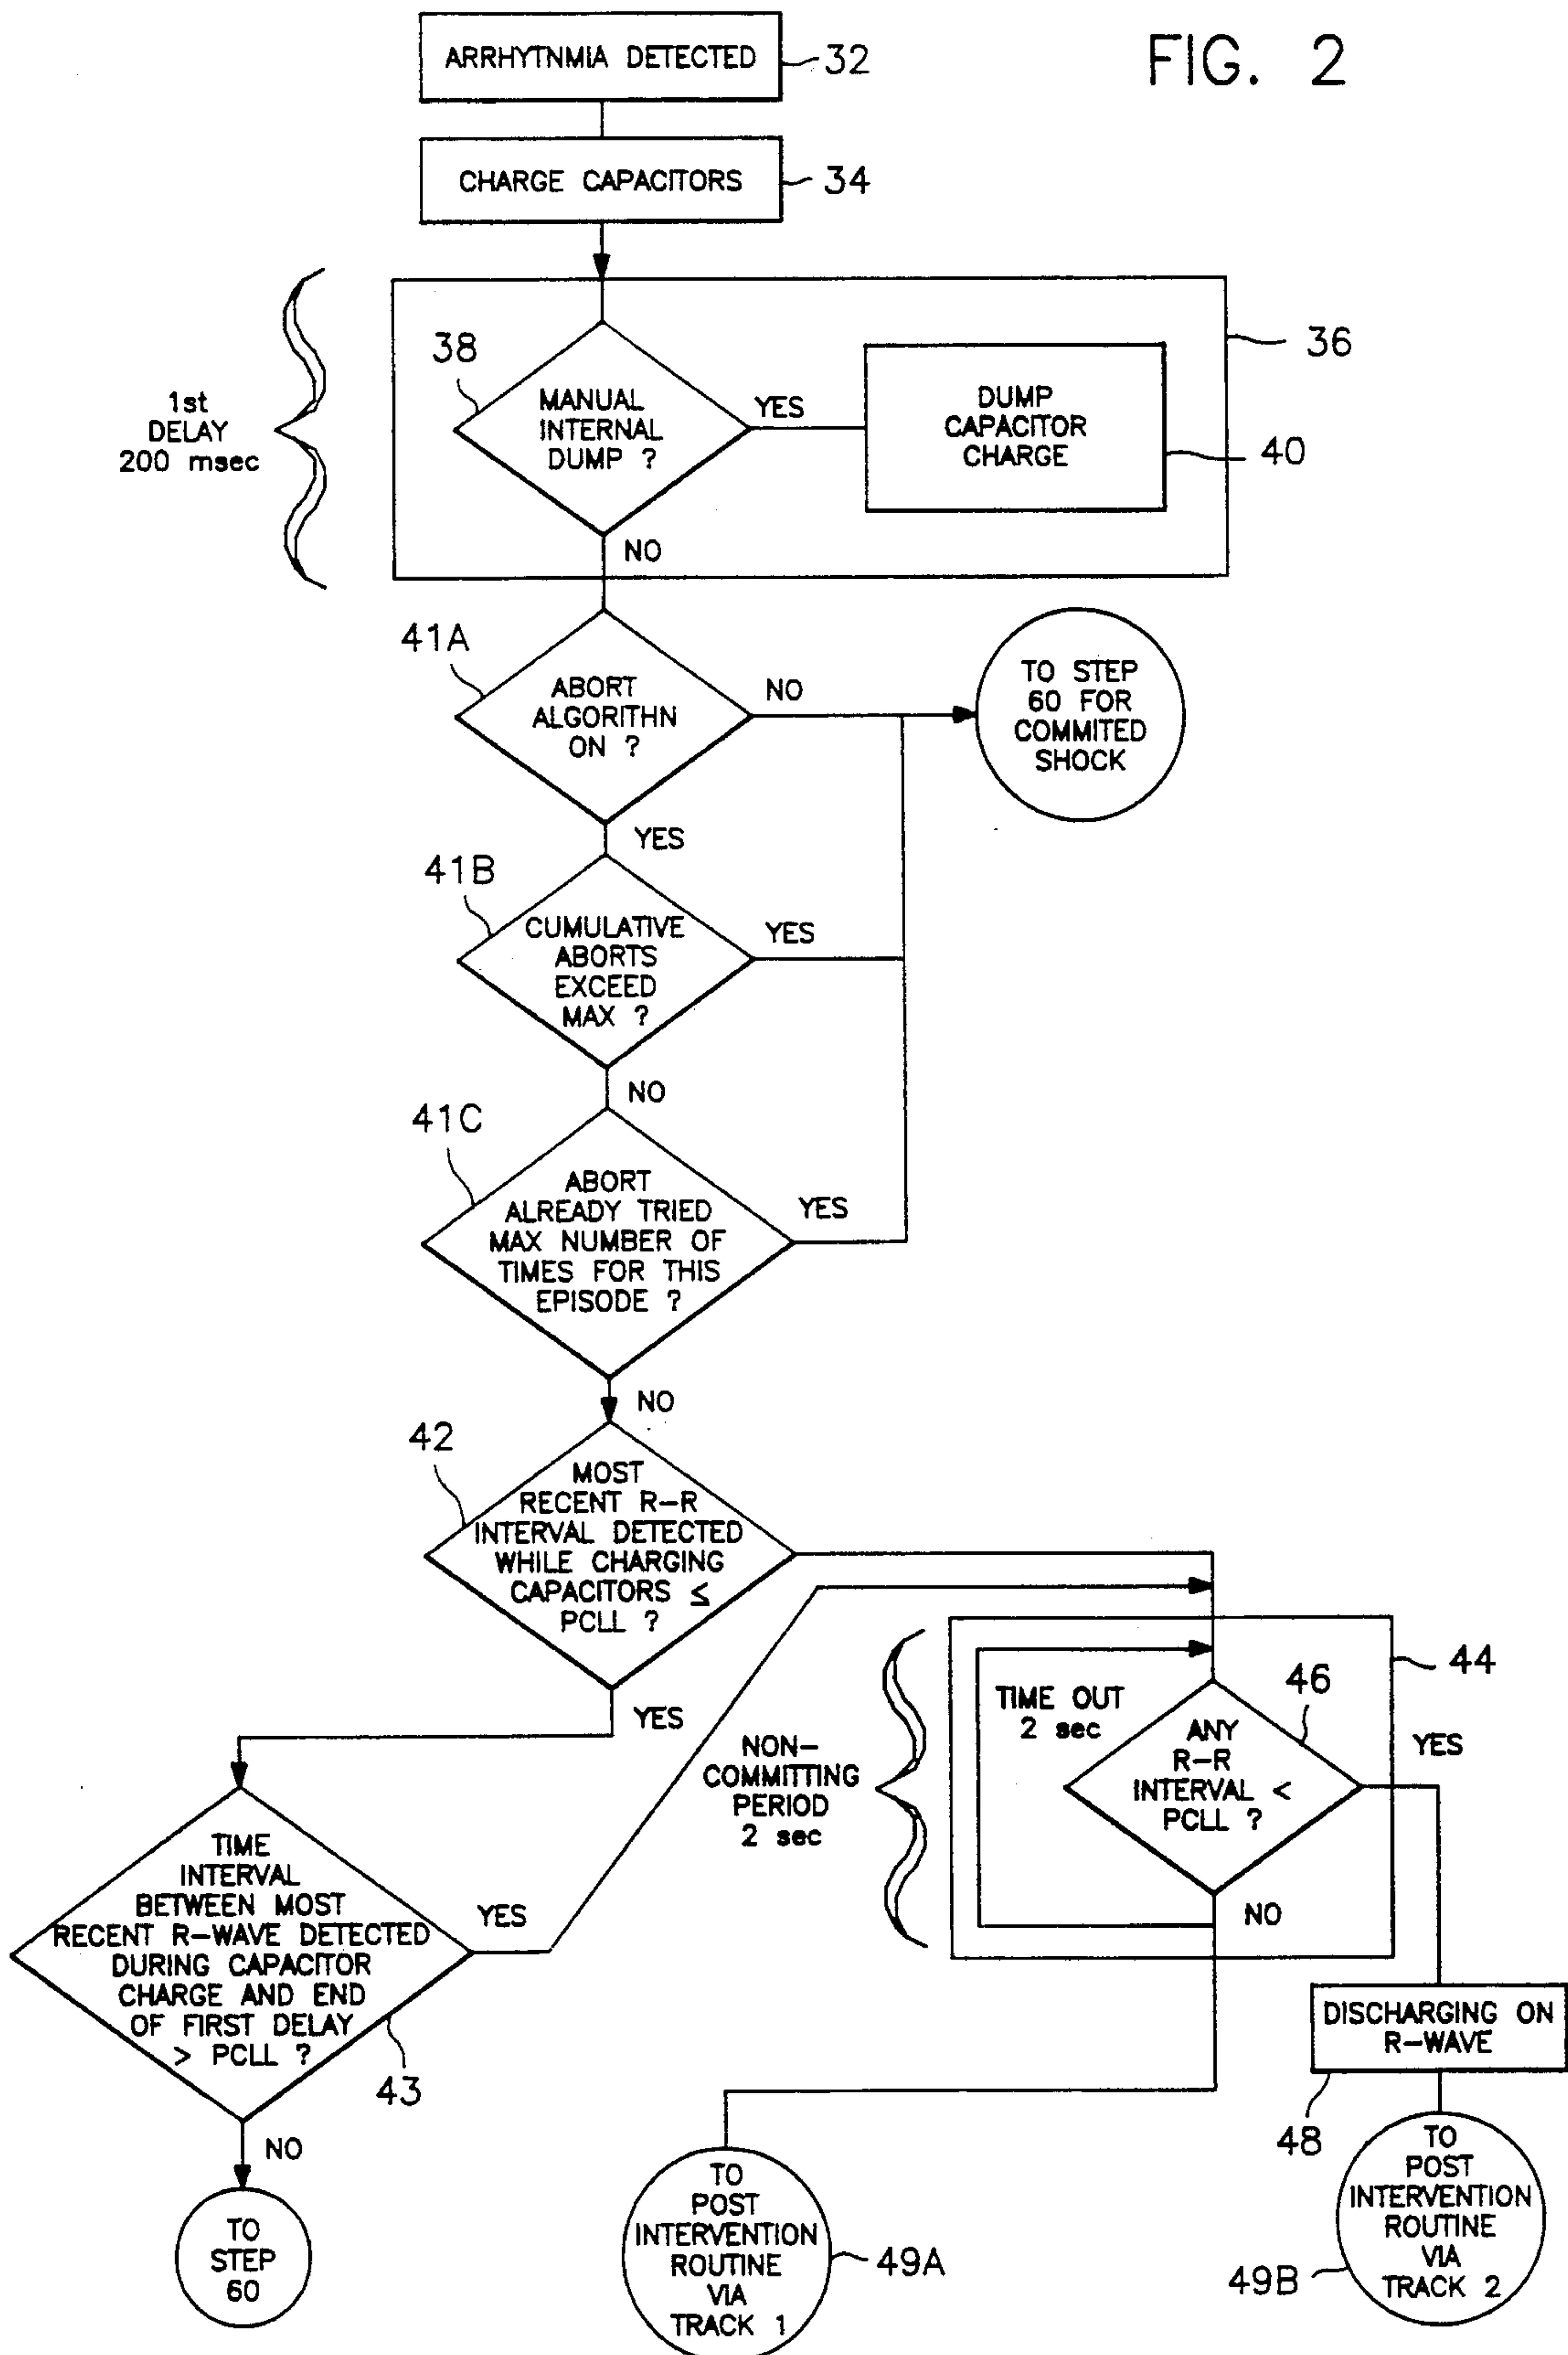 FIG. 2
ARRHYTNMIA DETECTED
32
CHARGE CAPACITORS
34
1st
DELAY
200 msec
36
38
MANUAL
INTERNAL
DUMP ?
YES
DUMP
CAPACITOR
CHARGE
40
NO
41A
ABORT
ALGORITHN
ON ?
NO
TO STEP
60 FOR
COMMITED
SHOCK
YES
41B
CUMULATIVE
ABORTS
EXCEED
MAX ?
YES
NO
41C
ABORT
ALREADY TRIED
MAX NUMBER OF
TIMES FOR THIS
EPISODE ?
YES
NO
42
MOST
RECENT R-R
INTERVAL DETECTED
WHILE CHARGING
CAPACITORS ≤
PCLL ?
YES
NON-
COMMITTING
PERIOD
2 sec
TIME OUT
2 sec
44
46
ANY
R-R
INTERVAL <
PCLL ?
YES
NO
TIME
INTERVAL
BETWEEN MOST
RECENT R-WAVE DETECTED
DURING CAPACITOR
CHARGE AND END
OF FIRST DELAY
> PCLL ?
YES
43
NO
TO
STEP
60
DISCHARGING ON
R-WAVE
48
TO
POST
INTERVENTION
ROUTINE
VIA
TRACK 1
49A
TO
POST
INTERVENTION
ROUTINE
VIA
TRACK 2
49B